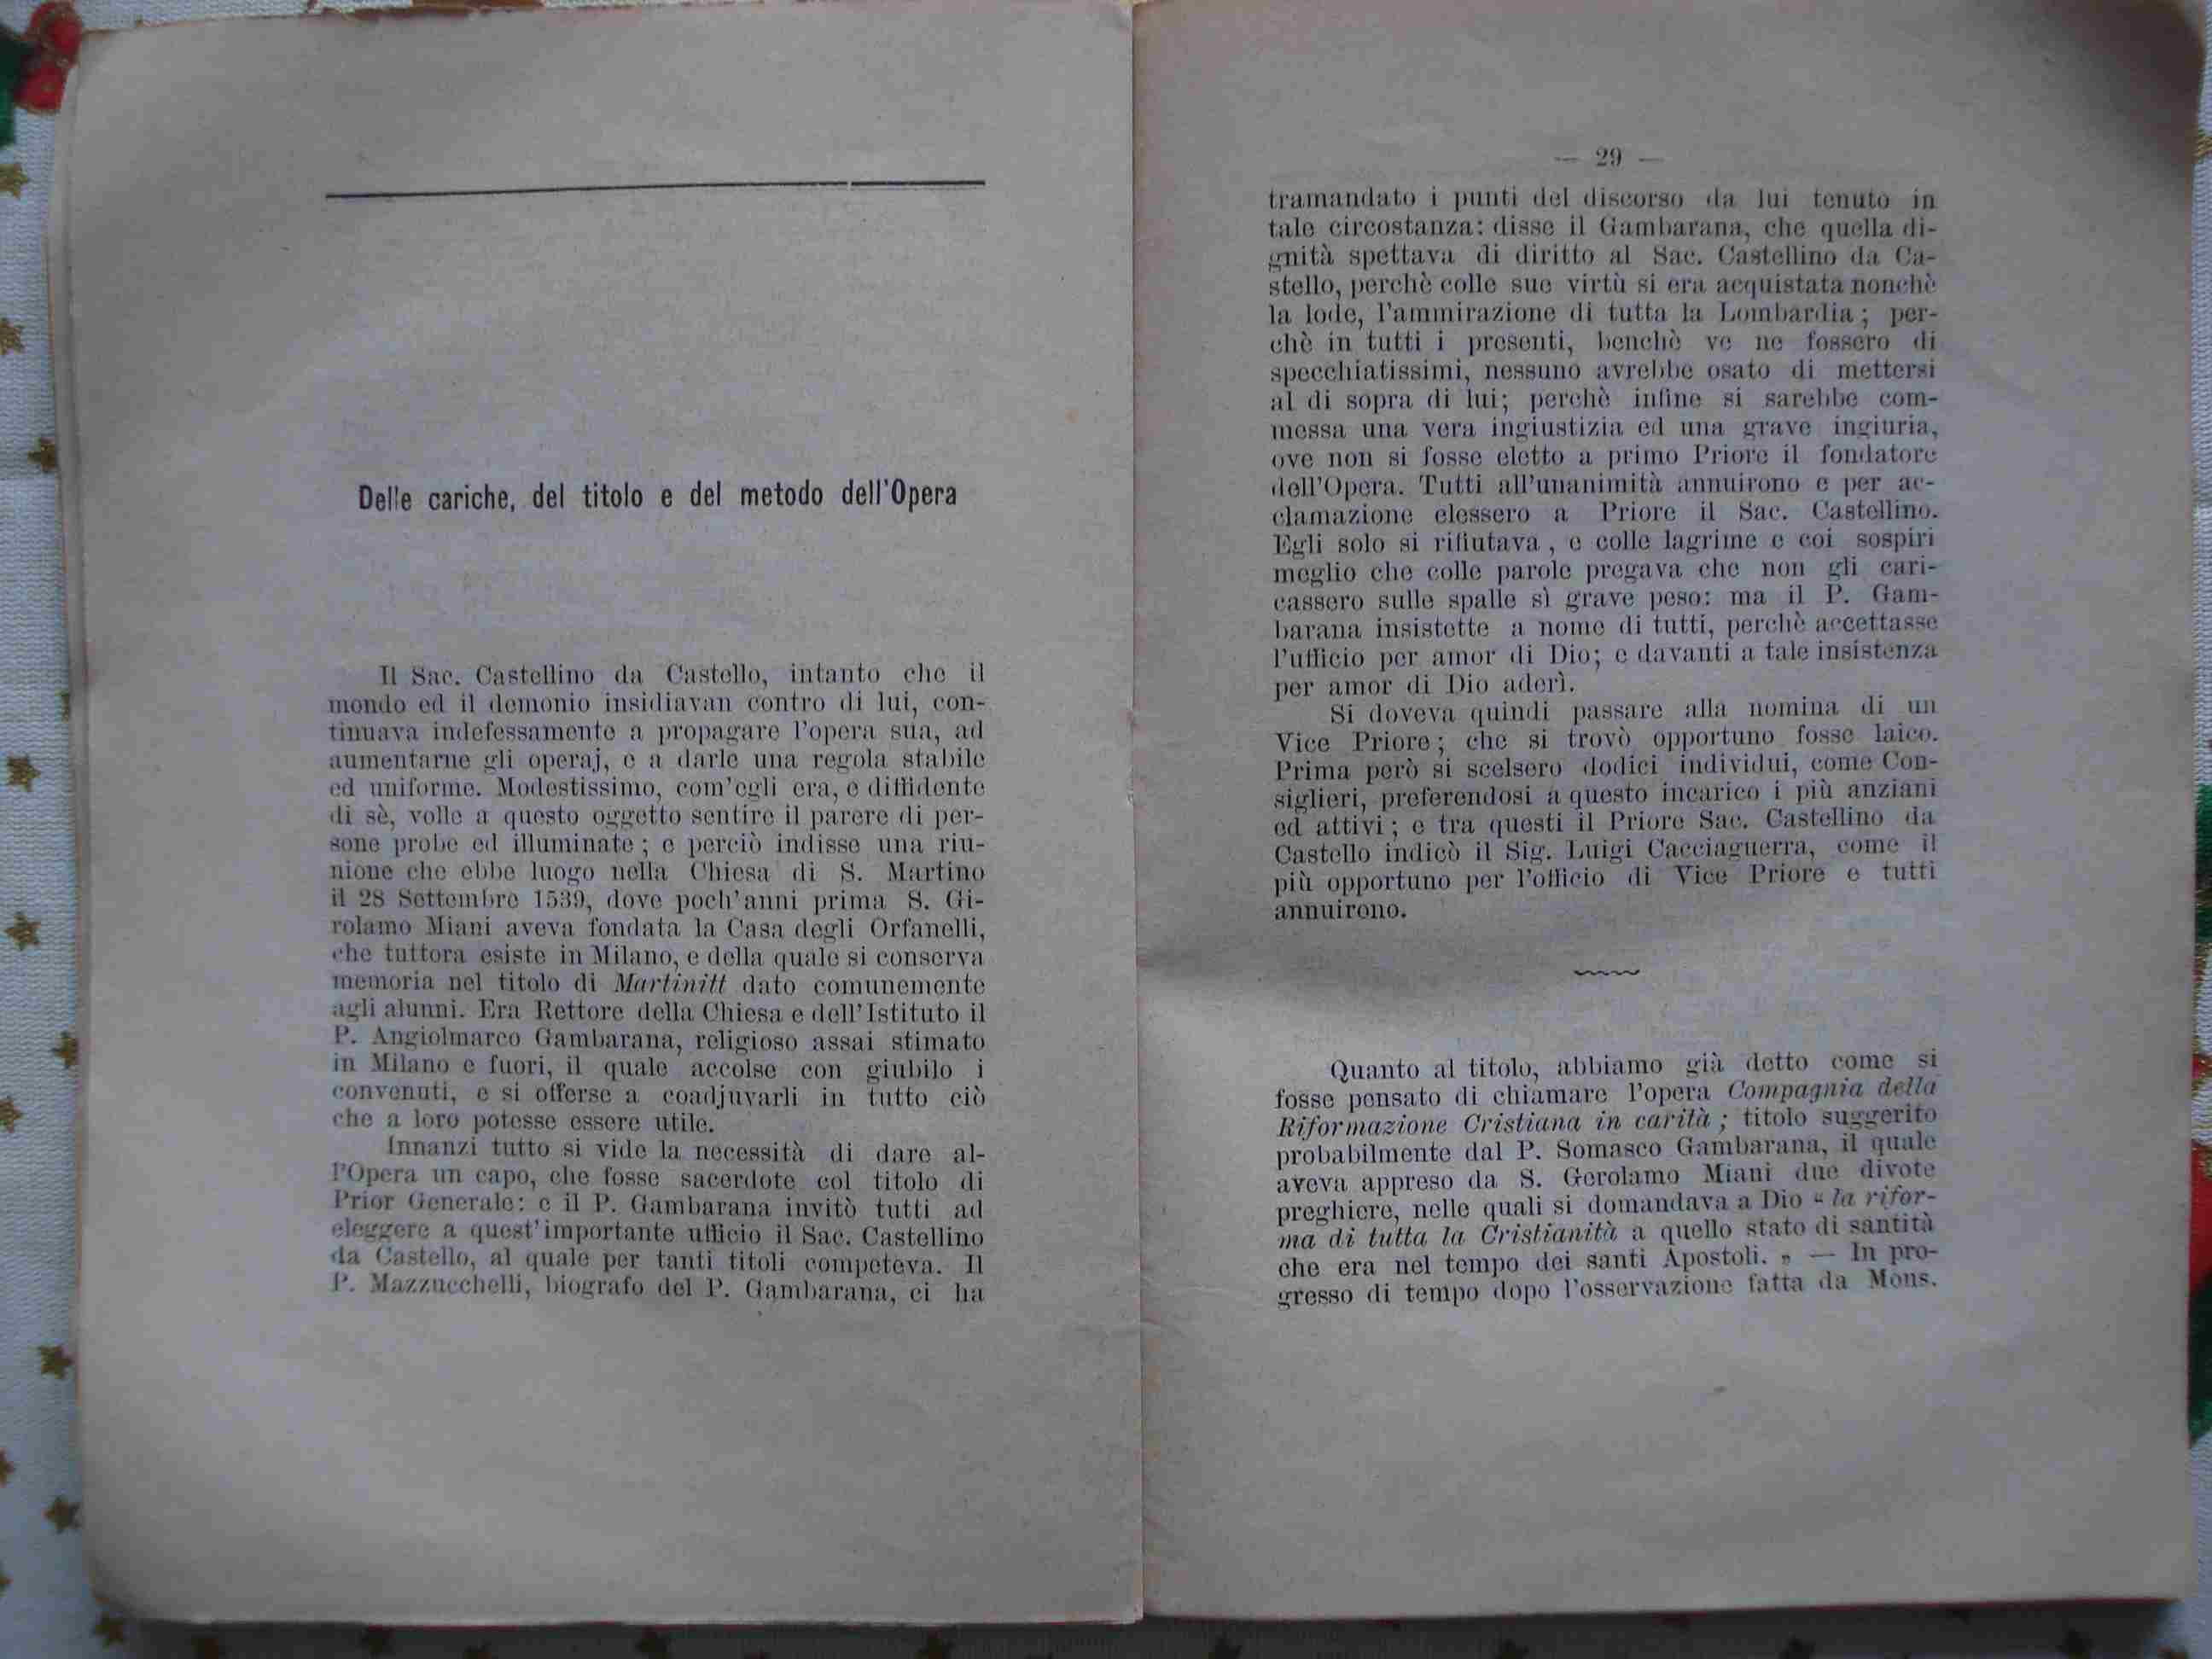 Delle cariche, del titolo e del metodo dell'Opera
Il Sac. Castellino da Castello, intanto che il
mondo ed il demonio insidiavan contro di lui, con-
tinuava indefessamente a propagare l'opera sua, ad
aumentarne gli operaj, e a darle una regola stabile
ed uniforme. Modestissimo, com'egli era, e diffidente
di sè, volle a questo oggetto sentire il parere di per-
sone probe ed illuminate; e perciò indisse una riu-
nione che ebbe luogo nella Chiesa di S. Martino
il 28 Settembre 1539, dove poch'anni prima S. Gi-
rolamo Miani aveva fondata la Casa degli Orfanelli,
che tuttora esiste in Milano, e della quale si conserva
memoria nel titolo di Martinitt dato comunemente
agli alunni. Era Rettore della Chiesa e dell'Istituto il
P. Angiolmarco Gambarana, religioso assai stimato
in Milano e fuori, il quale accolse con giubilo i
convenuti, e si offerse a coadjuvarli in tutto ciò
che a loro potesse essere utile.
Innanzi tutto si vide la necessità di dare al-
l'Opera un capo, che fosse sacerdote col titolo di
Prior Generale: e il P. Gambarana invitò tutti ad
eleggere a quest'importante ufficio il Sac. Castellino
da Castello, al quale per tanti titoli competeva. Il
P. Mazzucchelli, biografo del P. Gambarana, ci ha
— 29 —
tramandato i punti del discorso da lui tenuto in
tale circostanza: disse il Gambarana, che quella di-
gnità spettava di diritto al Sac. Castellino da Ca-
stello, perchè colle sue virtù si era acquistata nonchè
la lode, l'ammirazione di tutta la Lombardia; per-
chè in tutti i presenti, benchè ve ne fossero di
specchiatissimi, nessuno avrebbe osato di mettersi
al di sopra di lui; perchè infine si sarebbe com-
messa una vera ingiustizia ed una grave ingiuria,
ove non si fosse eletto a primo Priore il fondatore
dell'Opera. Tutti all'unanimità annuirono e per ac-
clamazione elessero a Priore il Sac. Castellino.
Egli solo si rifiutava, e colle lagrime e coi sospiri
meglio che colle parole pregava che non gli cari-
cassero sulle spalle sì grave peso: ma il P. Gam-
barana insistette a nome di tutti, perchè accettasse
l'ufficio per amor di Dio; e davanti a tale insistenza
per amor di Dio aderì.
Si doveva quindi passare alla nomina di un
Vice Priore; che si trovò opportuno fosse laico.
Prima però si scelsero dodici individui, come Con-
siglieri, preferendosi a questo incarico i più anziani
ed attivi; e tra questi il Priore Sac. Castellino da
Castello indicò il Sig. Luigi Cacciaguerra, come il
più opportuno per l'officio di Vice Priore e tutti
annuirono.
Quanto al titolo, abbiamo già detto come si
fosse pensato di chiamare l'opera Compagnia della
Riformazione Cristiana in carità; titolo suggerito
probabilmente dal P. Somasco Gambarana, il quale
aveva appreso da S. Gerolamo Miani due divote
preghiere, nelle quali si domandava a Dio “ la rifor-
ma di tutta la Cristianità a quello stato di santità
che era nel tempo dei santi Apostoli. „ — In pro-
gresso di tempo dopo l'osservazione fatta da Mons.